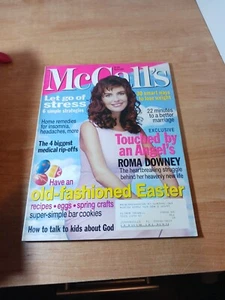 McCall's
Let go of
stress
Home remedies
for insomnia,
headaches, more
The 4 biggest
medical rip-offs
22 minutes
to a better
marriage
EXCLUSIVE
Touched by
an Angel's
ROMA DOWNEY
The heartbreaking struggle
behind her heavenly new life
Have an
old-fashioned Easter
recipes • eggs • spring crafts
super-simple bar cookies
How to talk to kids about God